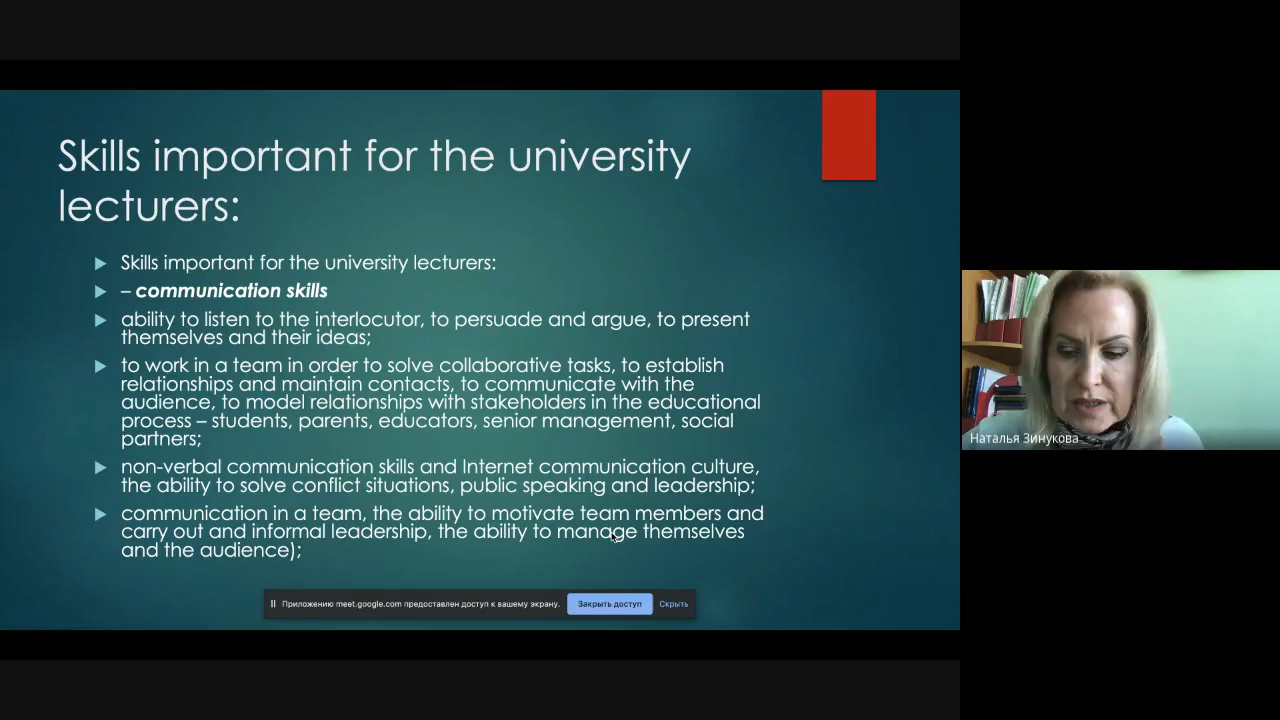 Skills important for the university
lecturers:
Skills important for the university lecturers:
– communication skills
ability to listen to the interlocutor, to persuade and argue, to present
themselves and their ideas;
to work in a team in order to solve collaborative tasks, to establish
relationships and maintain contacts, to communicate with the
audience, to model relationships with stakeholders in the educational
process – students, parents, educators, senior management, social
partners;
non-verbal communication skills and Internet communication culture,
the ability to solve conflict situations, public speaking and leadership;
communication in a team, the ability to motivate team members and
carry out and informal leadership, the ability to manage themselves
and the audience);
Приложению meet.google.com предоставлен доступ к вашему экрану.
Закрыть доступ
Скрыть
Наталья Зинукова